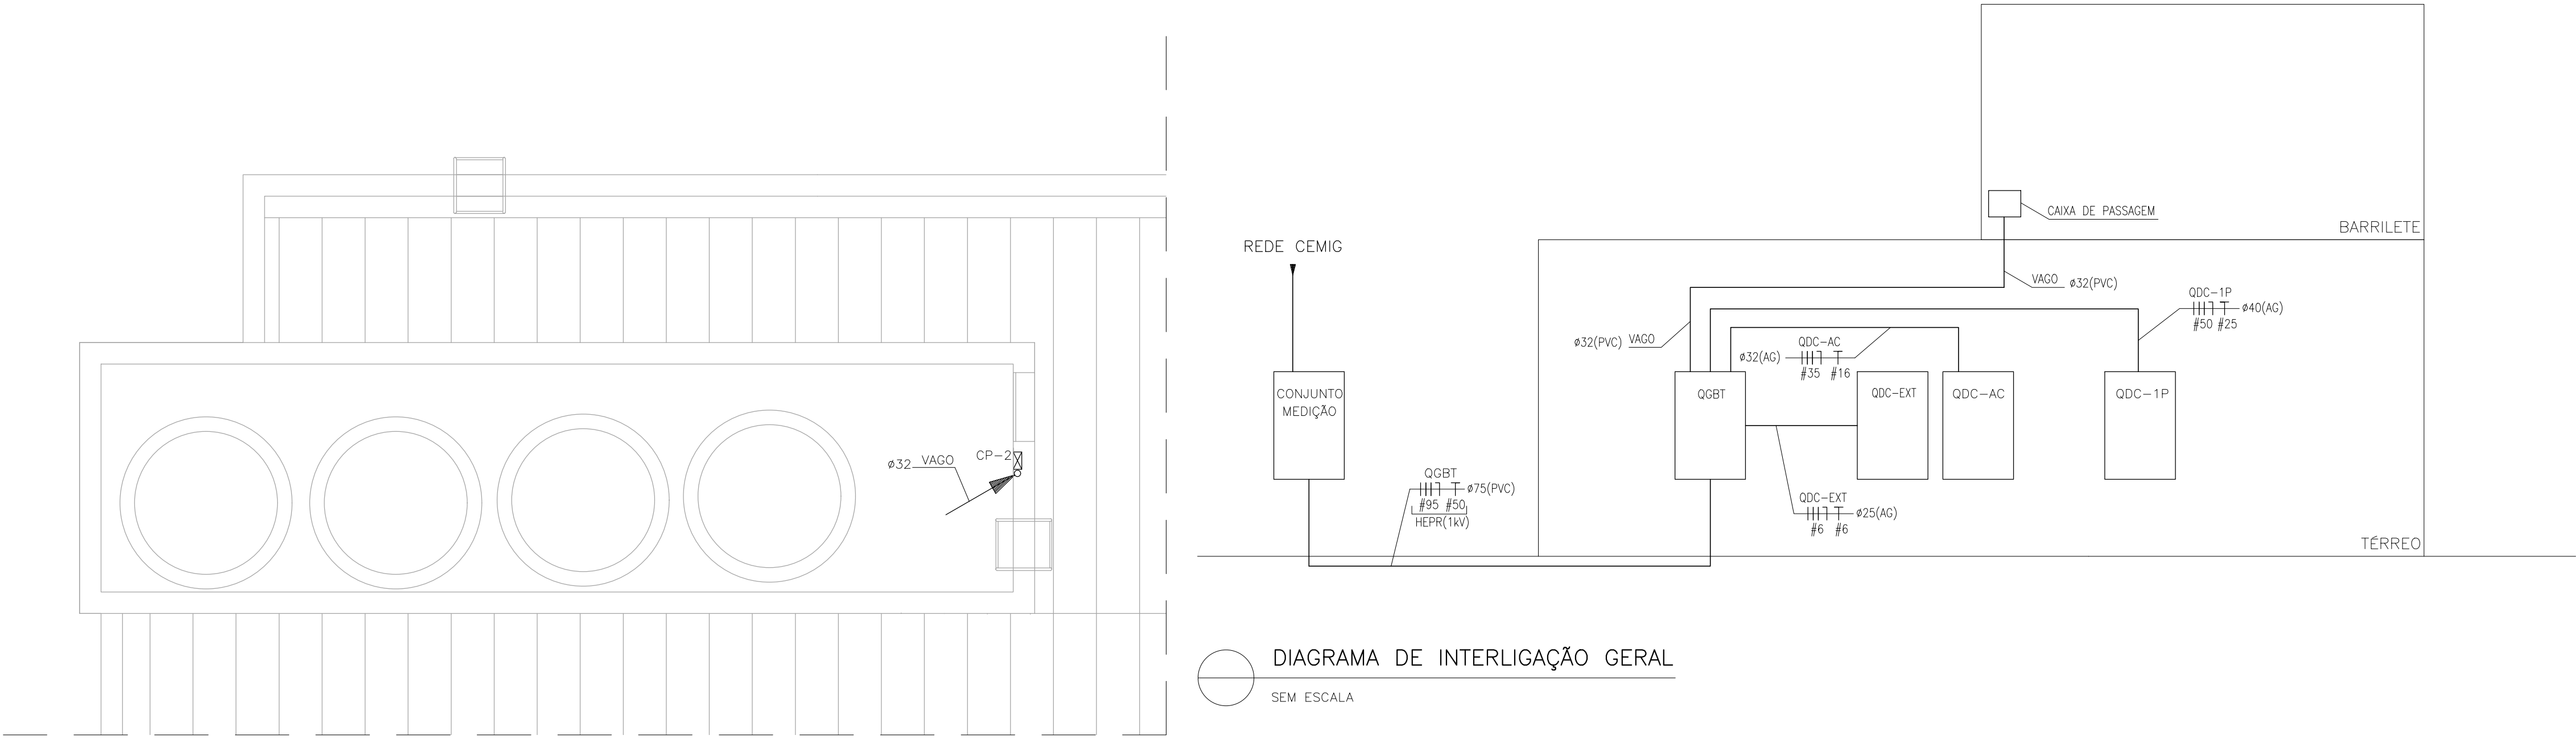 CP-2
ø32 VAGO
REDE CEMIG
CONJUNTO
MEDIÇÃO
QGBT
ø75(PVC)
#95 #50
HEPR(1kV)
CAIXA DE PASSAGEM
BARRILETE
VAGO ø32(PVC)
ø32(PVC) VAGO
QDC-1P
ø40(AG)
#50 #25
QDC-AC
ø32(AG)
#35 #16
QGBT
QDC-EXT
QDC-AC
QDC-1P
QDC-EXT
ø25(AG)
#6 #6
TÉRREO
DIAGRAMA DE INTERLIGAÇÃO GERAL
SEM ESCALA